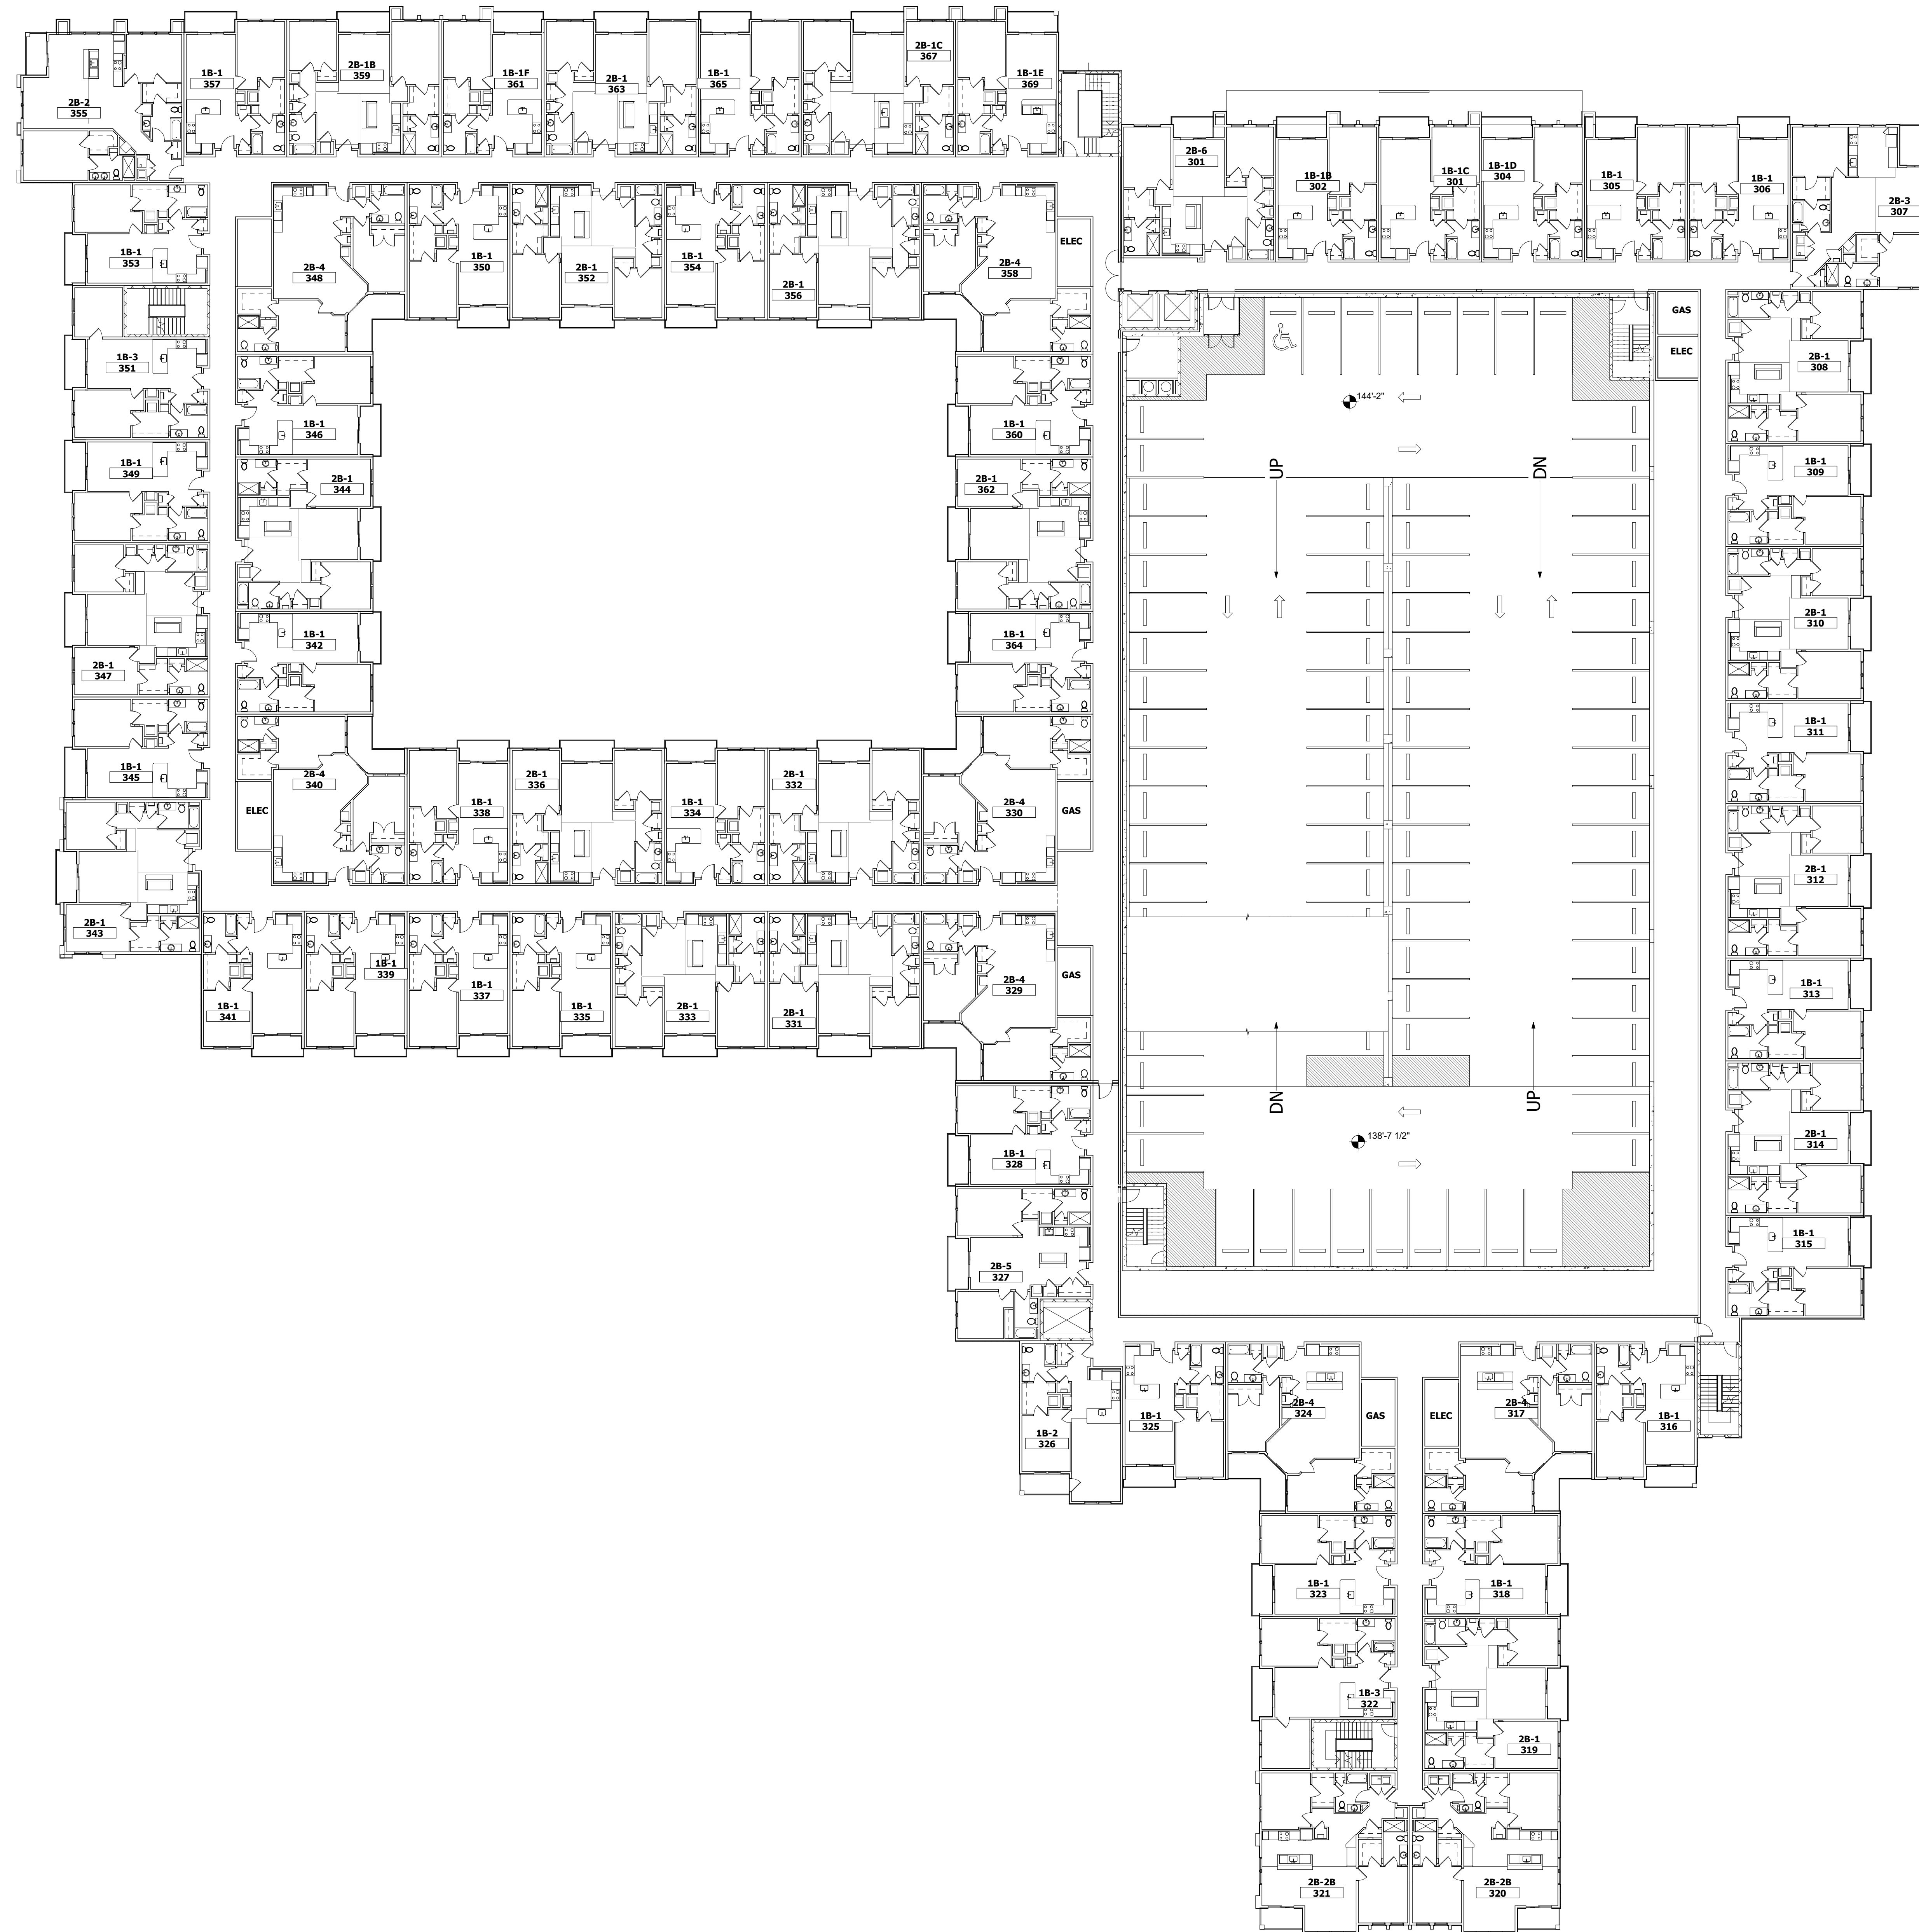 2B-2
355
1B-1
357
2B-1B
359
1B-1F
361
2B-1
363
1B-1
365
2B-1C
367
1B-1E
369
2B-6
301
1B-1B
302
1B-1C
301
1B-1D
304
1B-1
305
1B-1
306
2B-3
307
1B-1
353
2B-4
348
1B-1
350
2B-1
352
1B-1
354
2B-1
356
2B-4
358
ELEC
GAS
ELEC
1B-3
351
1B-1
346
1B-1
360
144'-2"
2B-1
308
1B-1
349
2B-1
344
2B-1
362
UP
DN
1B-1
309
2B-1
347
1B-1
342
1B-1
364
2B-1
310
1B-1
345
ELEC
2B-4
340
1B-1
338
2B-1
336
1B-1
334
2B-1
332
2B-4
330
GAS
1B-1
311
2B-1
312
2B-1
343
1B-1
341
1B-1
339
1B-1
337
1B-1
335
2B-1
333
2B-1
331
2B-4
329
GAS
1B-1
313
DN
UP
138'-7 1/2"
1B-1
328
2B-1
314
2B-5
327
1B-1
315
1B-2
326
1B-1
325
2B-4
324
GAS
ELEC
2B-4
317
1B-1
316
1B-1
323
1B-1
318
1B-3
322
2B-1
319
2B-2B
321
2B-2B
320